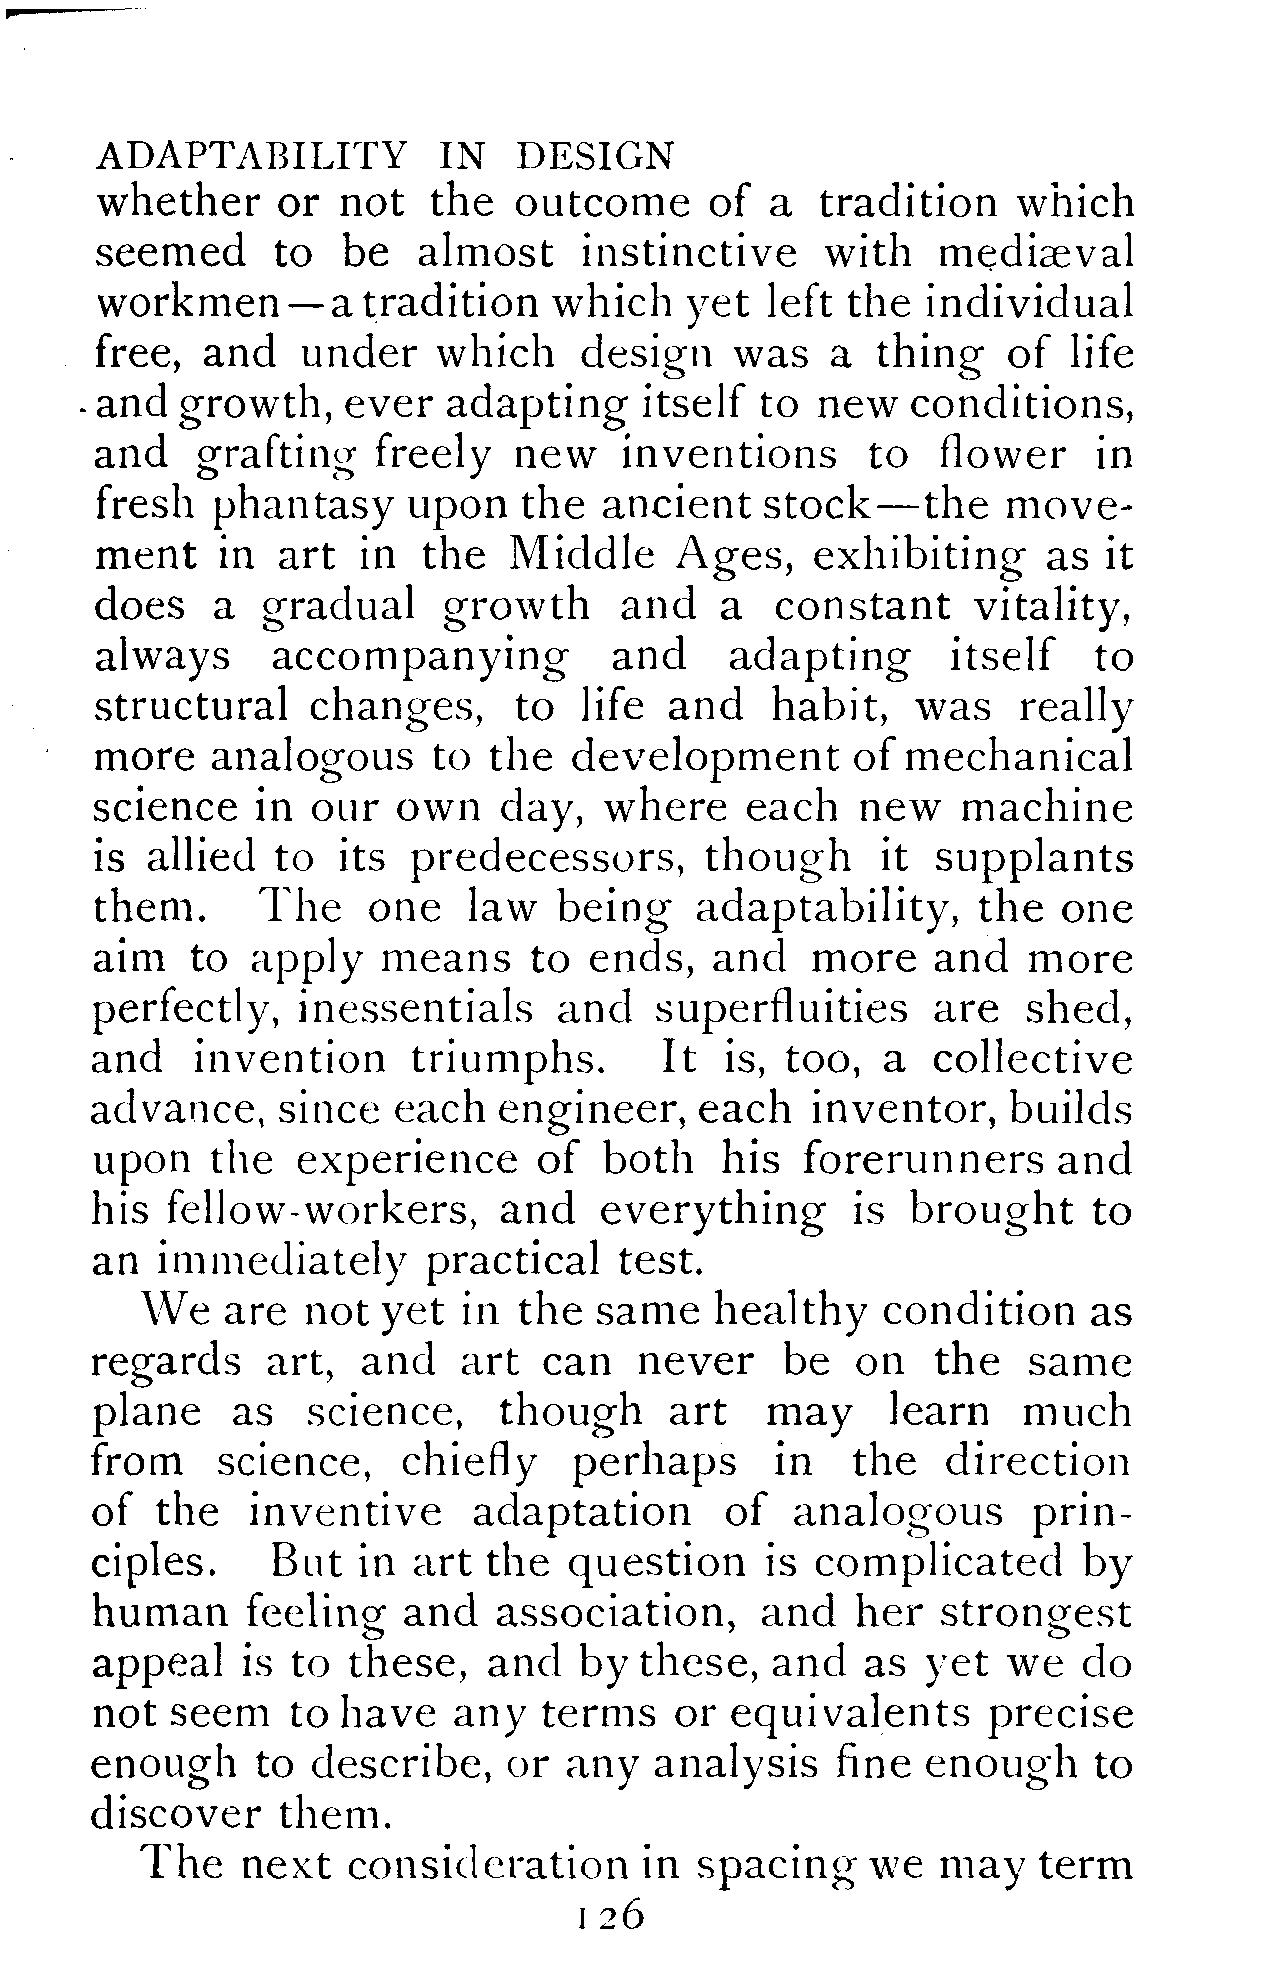 ADAPTABILITY IN DESIGN
whether or not the outcome of a tradition which
seemed to be almost instinctive with mediæval
workmen—a tradition which yet left the individual
free, and under which design was a thing of life
and growth, ever adapting itself to new conditions,
and grafting freely new inventions to flower in
fresh phantasy upon the ancient stock—the move-
ment in art in the Middle Ages, exhibiting as it
does a gradual growth and a constant vitality,
always accompanying and adapting itself to
structural changes, to life and habit, was really
more analogous to the development of mechanical
science in our own day, where each new machine
is allied to its predecessors, though it supplants
them. The one law being adaptability, the one
aim to apply means to ends, and more and more
perfectly, inessentials and superfluities are shed,
and invention triumphs. It is, too, a collective
advance, since each engineer, each inventor, builds
upon the experience of both his forerunners and
his fellow-workers, and everything is brought to
an immediately practical test.
We are not yet in the same healthy condition as
regards art, and art can never be on the same
plane as science, though art may learn much
from science, chiefly perhaps in the direction
of the inventive adaptation of analogous prin-
ciples. But in art the question is complicated by
human feeling and association, and her strongest
appeal is to these, and by these, and as yet we do
not seem to have any terms or equivalents precise
enough to describe, or any analysis fine enough to
discover them.
The next consideration in spacing we may term
126